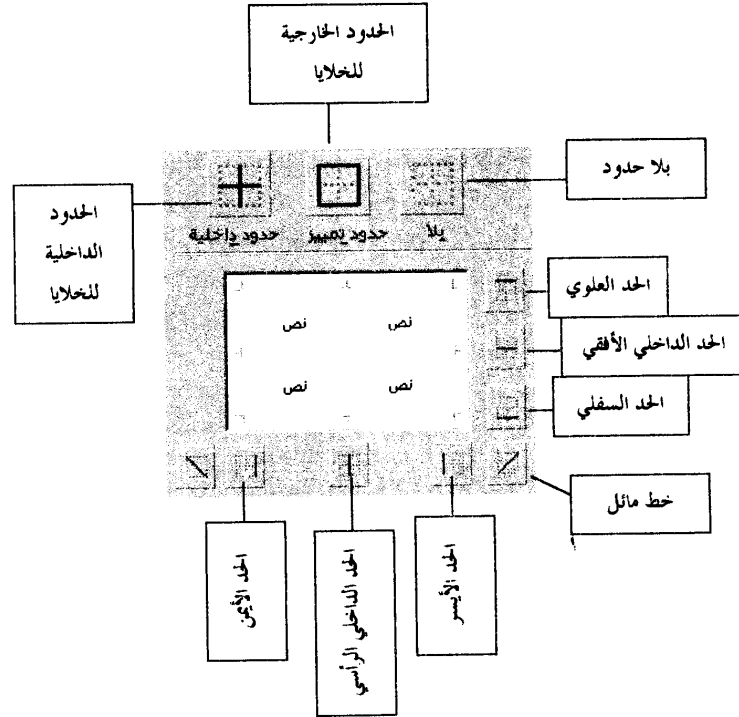 الحدود الخارجية
للخلايا
بلا حدود
الحدود
الداخلية
للخلايا
بلا
حدود تمييز
حدود داخلية
نص
نص
نص
نص
الحد العلوي
الحد الداخلي الأفقي
الحد السفلي
خط مائل
الحد الأيسر
الحد الداخلي الرأسي
الحد الأيمن